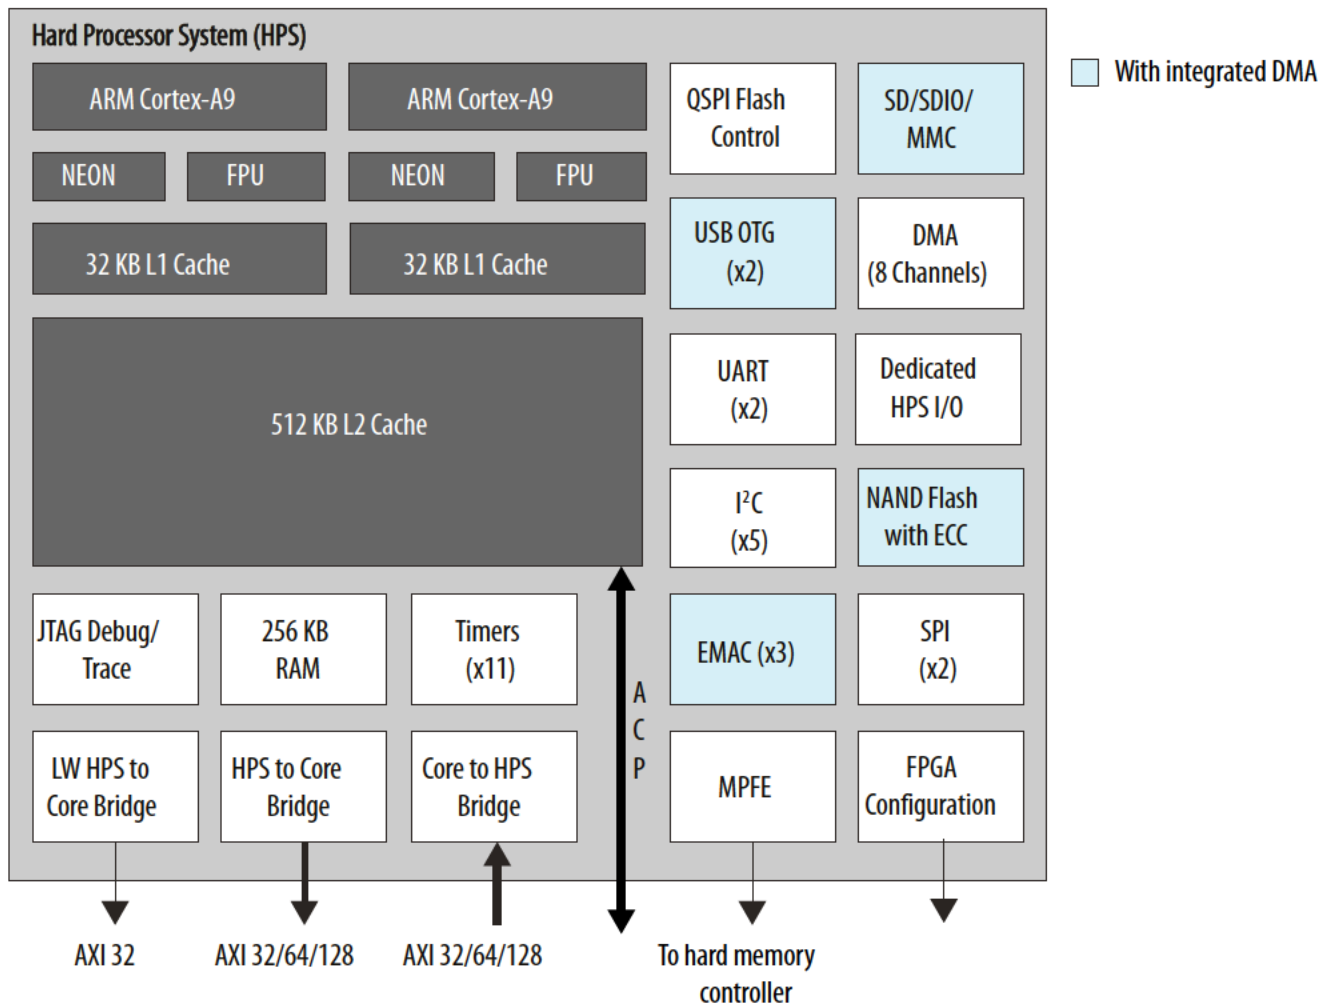 Hard Processor System (HPS)
With integrated DMA
ARM Cortex-A9
ARM Cortex-A9
NEON
FPU
NEON
FPU
32 KB L1 Cache
32 KB L1 Cache
512 KB L2 Cache
QSPI Flash
Control
SD/SDIO/
MMC
USB OTG
(x2)
DMA
(8 Channels)
UART
(x2)
Dedicated
HPS I/O
I²C
(x5)
NAND Flash
with ECC
JTAG Debug/
Trace
256 KB
RAM
Timers
(x11)
ACP
EMAC (x3)
SPI
(x2)
LW HPS to
Core Bridge
HPS to Core
Bridge
Core to HPS
Bridge
MPFE
FPGA
Configuration
AXI 32
AXI 32/64/128
AXI 32/64/128
To hard memory
controller